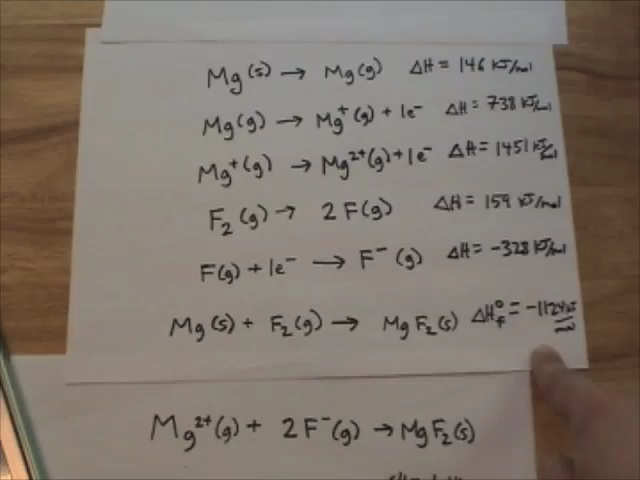 Mg(s) → Mg(g) ΔH = 146 kJ/mol
Mg(g) → Mg⁺(g) + 1e⁻ ΔH = 738 kJ/mol
Mg⁺(g) → Mg²⁺(g) + 1e⁻ ΔH = 1451 kJ/mol
F₂(g) → 2F(g) ΔH = 159 kJ/mol
F(g) + 1e⁻ → F⁻(g) ΔH = -328 kJ/mol
Mg(s) + F₂(g) → MgF₂(s) ΔH°f = -1124 kJ/mol
Mg²⁺(g) + 2F⁻(g) → MgF₂(s)